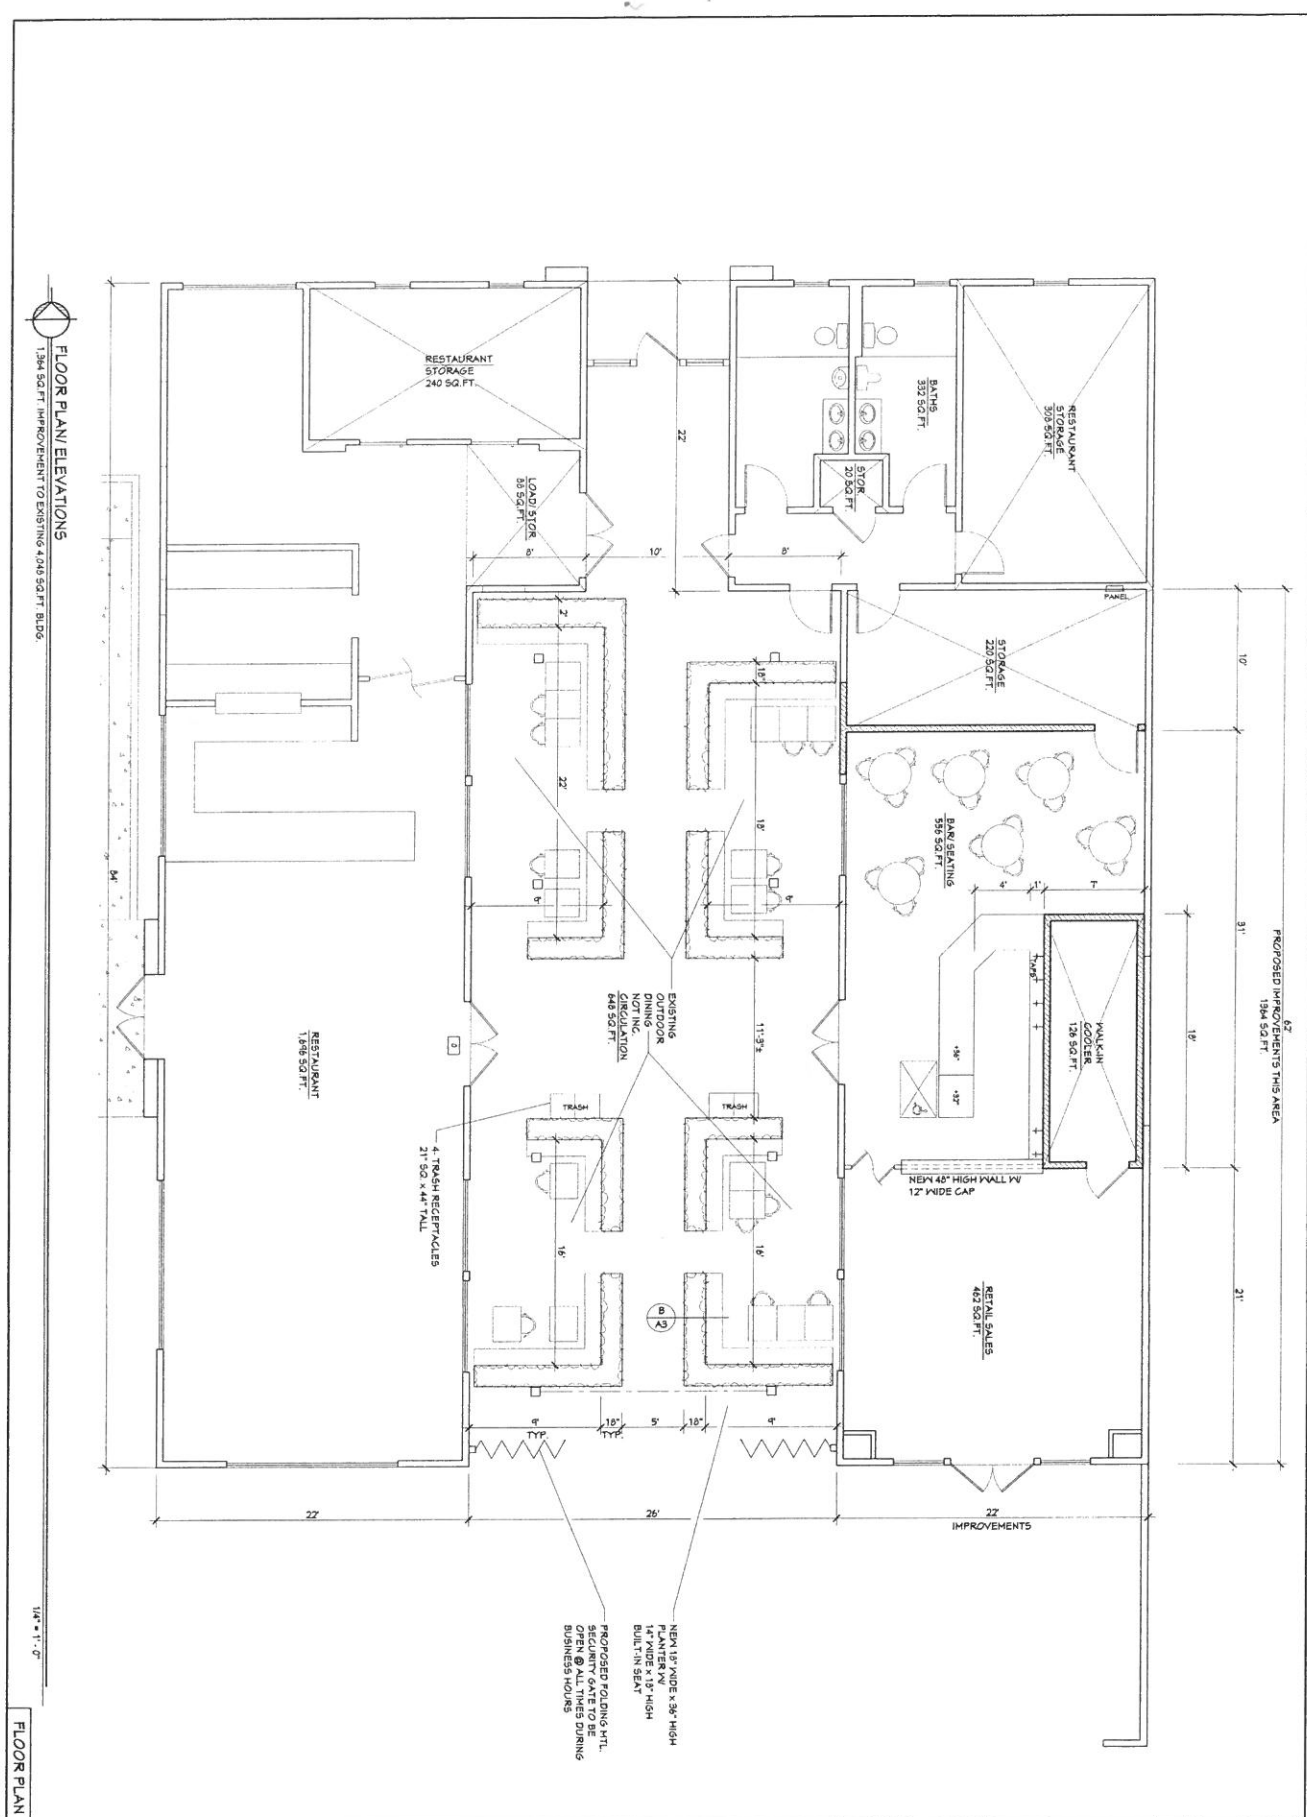 FLOOR PLAN/ ELEVATIONS
1,364 SQ.FT. IMPROVEMENT TO EXISTING 4,048 SQ.FT. BLDG.
1/4" = 1'-0"
FLOOR PLAN
RESTAURANT
STORAGE
240 SQ.FT.
LOAD/ STOR
88 SQ.FT.
BATHS
332 SQ.FT.
STOR.
20 SQ.FT.
RESTAURANT
STORAGE
308 SQ.FT.
PANEL
STORAGE
220 SQ.FT.
22'
8'
10'
8'
10'
2'
18"
22'
18'
BAR/ SEATING
556 SQ.FT.
4'
1'
7'
31'
62'
PROPOSED IMPROVEMENTS THIS AREA
1364 SQ.FT.
84'
EXISTING
OUTDOOR
DINING
NOT INC.
CIRCULATION
648 SQ.FT.
11'-3"±
TAPS
WALK-IN
COOLER
126 SQ.FT.
18'
+36"
+32"
RESTAURANT
1,696 SQ.FT.
TRASH
TRASH
4- TRASH RECEPTACLES
21" SQ. x 44" TALL
NEW 48" HIGH WALL W/
12" WIDE CAP
16'
16'
B
A3
RETAIL SALES
462 SQ.FT.
21'
9'
TYP.
18"
TYP.
5'
18"
9'
22'
26'
22'
IMPROVEMENTS
NEW 18" WIDE x 36" HIGH
PLANTER W/
14" WIDE x 18" HIGH
BUILT-IN SEAT
PROPOSED FOLDING MTL.
SECURITY GATE TO BE
OPEN @ ALL TIMES DURING
BUSINESS HOURS